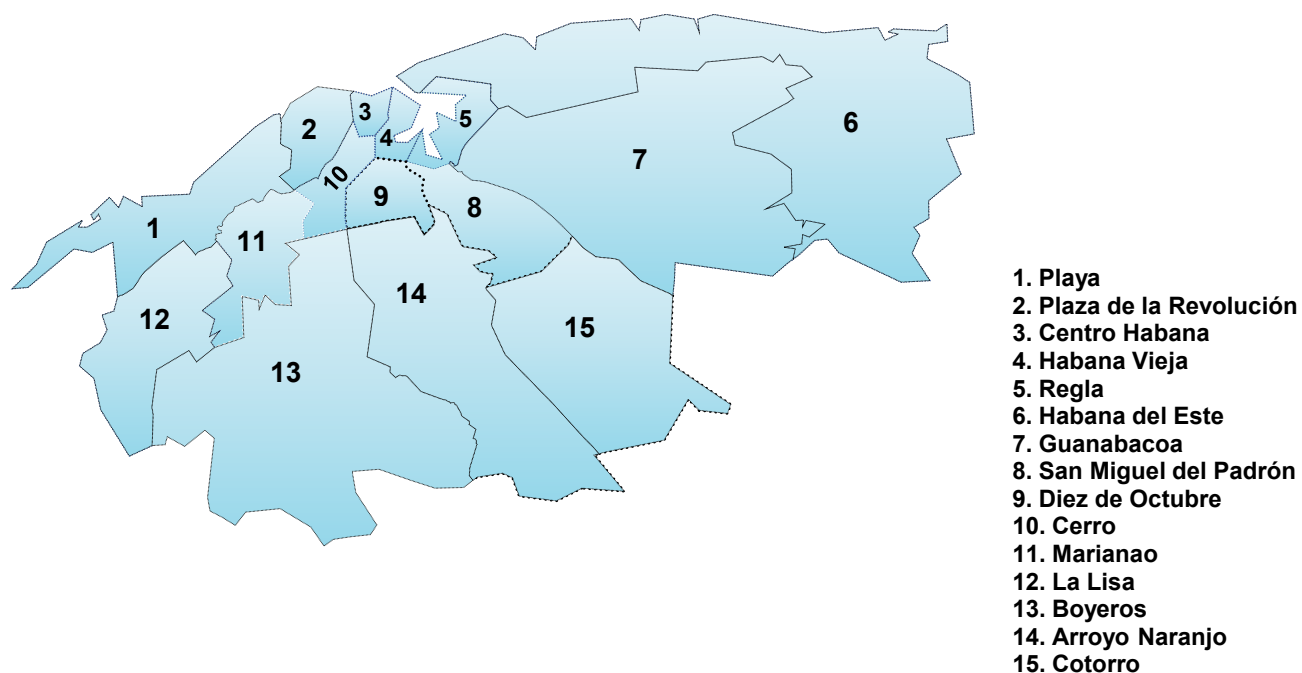 1
2
3
4
5
6
7
8
9
10
11
12
13
14
15
1. Playa
2. Plaza de la Revolución
3. Centro Habana
4. Habana Vieja
5. Regla
6. Habana del Este
7. Guanabacoa
8. San Miguel del Padrón
9. Diez de Octubre
10. Cerro
11. Marianao
12. La Lisa
13. Boyeros
14. Arroyo Naranjo
15. Cotorro